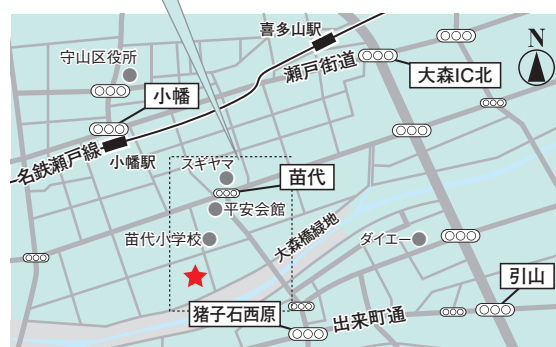 喜多山駅
N
守山区役所
瀬戸街道
大森IC北
小幡
名鉄瀬戸線
小幡駅
スギヤマ
苗代
平安会館
苗代小学校
大森橋緑地
ダイエー
引山
猪子石西原
出来町通